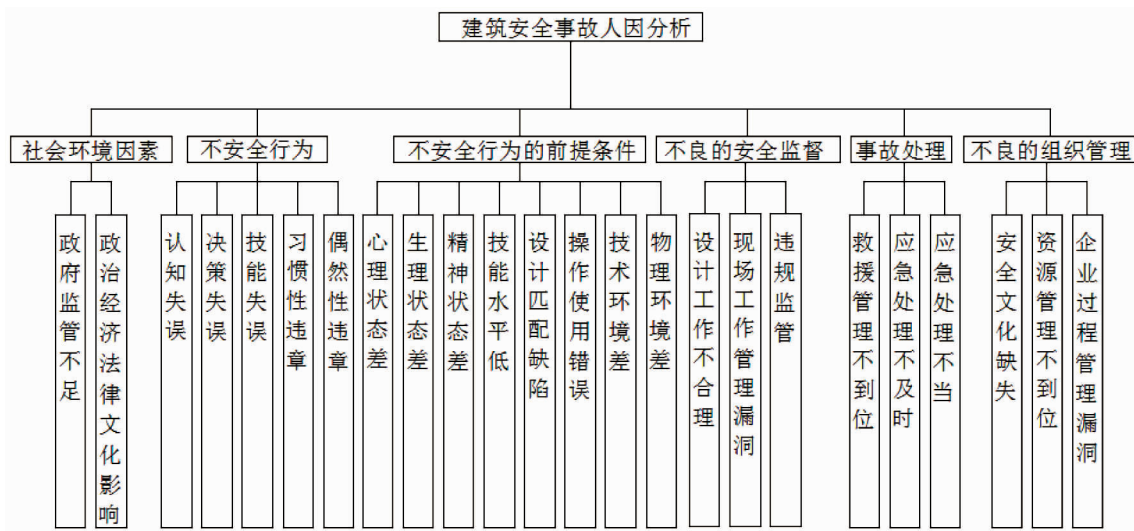 建筑安全事故人因分析
社会环境因素
不安全行为
不安全行为的前提条件
不良的安全监督
事故处理
不良的组织管理
政府监管不足
政治经济法律文化影响
认知失误
决策失误
技能失误
习惯性违章
偶然性违章
心理状态差
生理状态差
精神状态差
技能水平低
设计匹配缺陷
操作使用错误
技术环境差
物理环境差
设计工作不合理
现场工作管理漏洞
违规监管
救援管理不到位
应急处理不及时
应急处理不当
安全文化缺失
资源管理不到位
企业过程管理漏洞